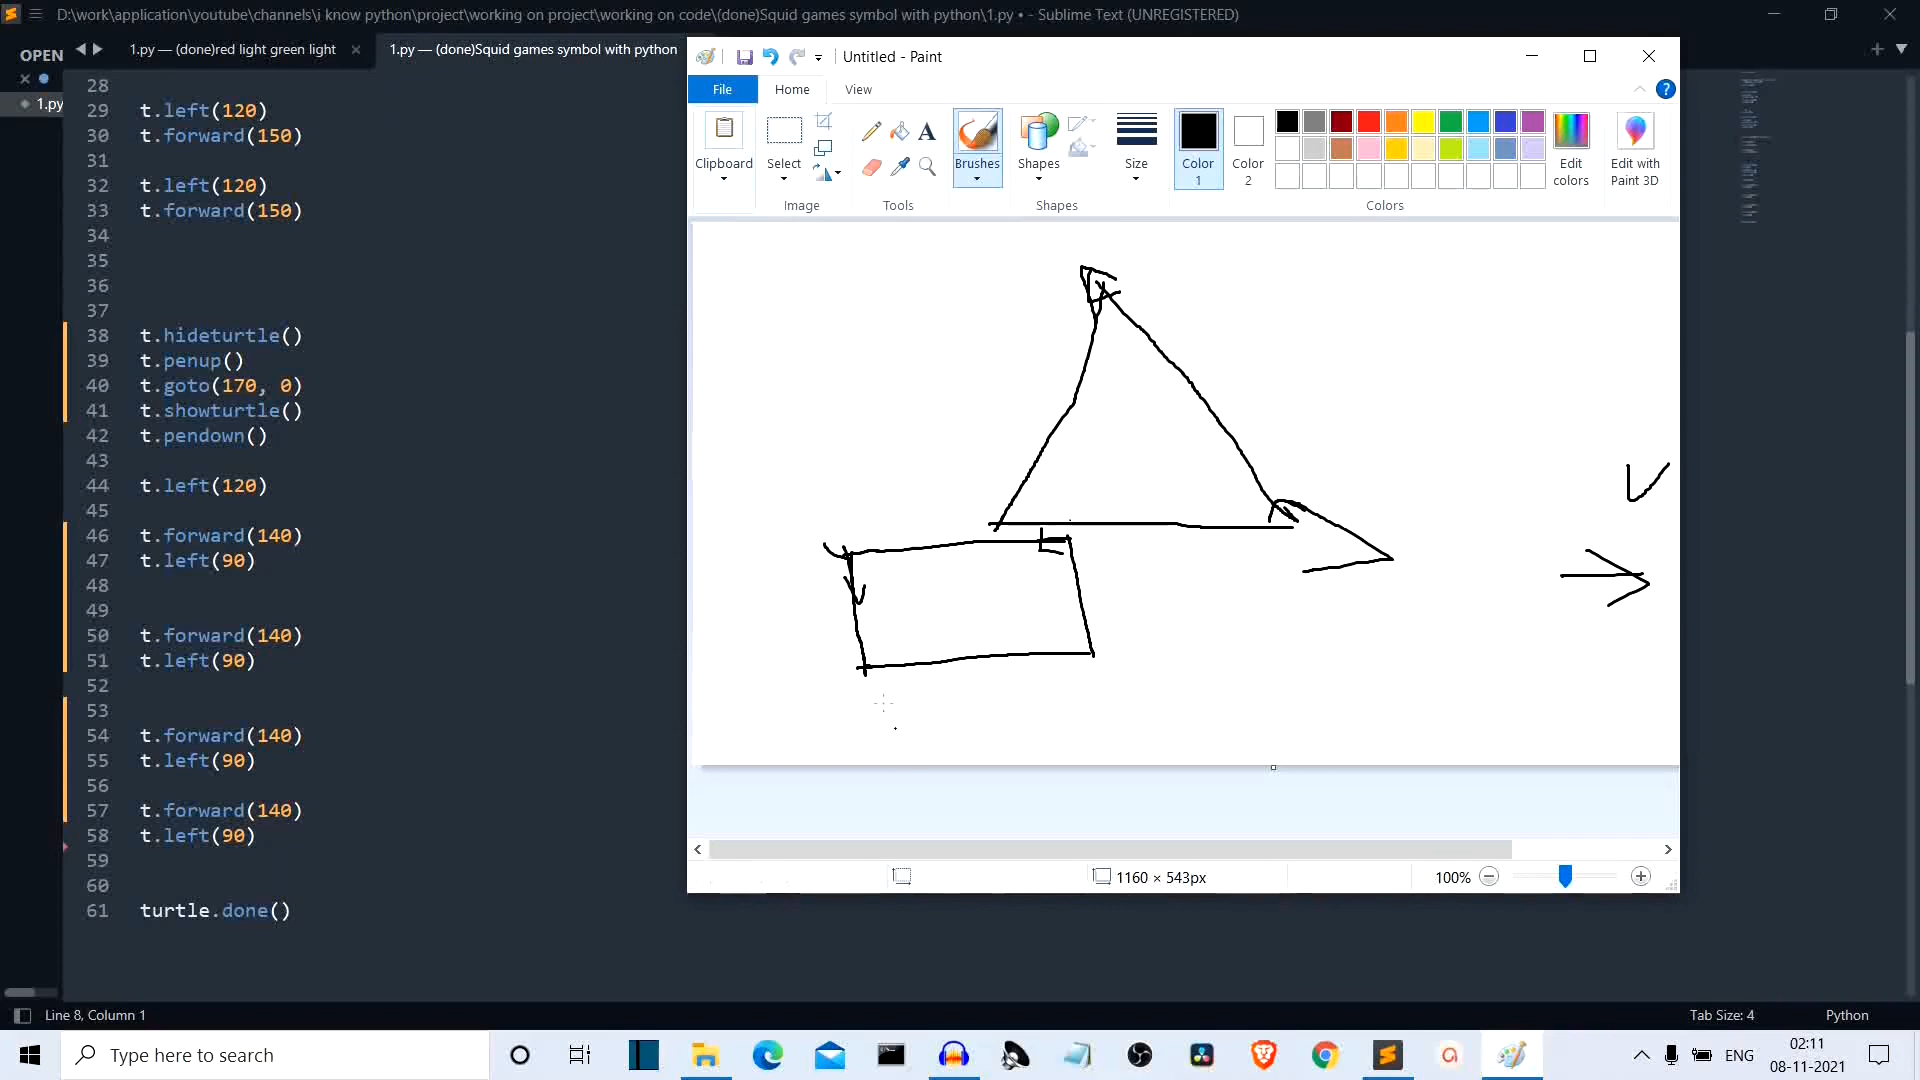 D:\work\application\youtube\channels\i know python\project\working on project\working on code\(done)Squid games symbol with python\1.py • - Sublime Text (UNREGISTERED)
OPEN
1.py — (done)red light green light
1.py — (done)Squid games symbol with python
1.py
28
29 t.left(120)
30 t.forward(150)
31
32 t.left(120)
33 t.forward(150)
34
35
36
37
38 t.hideturtle()
39 t.penup()
40 t.goto(170, 0)
41 t.showturtle()
42 t.pendown()
43
44 t.left(120)
45
46 t.forward(140)
47 t.left(90)
48
49
50 t.forward(140)
51 t.left(90)
52
53
54 t.forward(140)
55 t.left(90)
56
57 t.forward(140)
58 t.left(90)
59
60
61 turtle.done()
Untitled - Paint
File Home View
Clipboard
Select
Image
Tools
Brushes
Shapes
Shapes
Size
Color 1
Color 2
Edit colors
Edit with Paint 3D
Colors
1160 × 543px
100%
Line 8, Column 1
Tab Size: 4
Python
Type here to search
ENG
02:11
08-11-2021